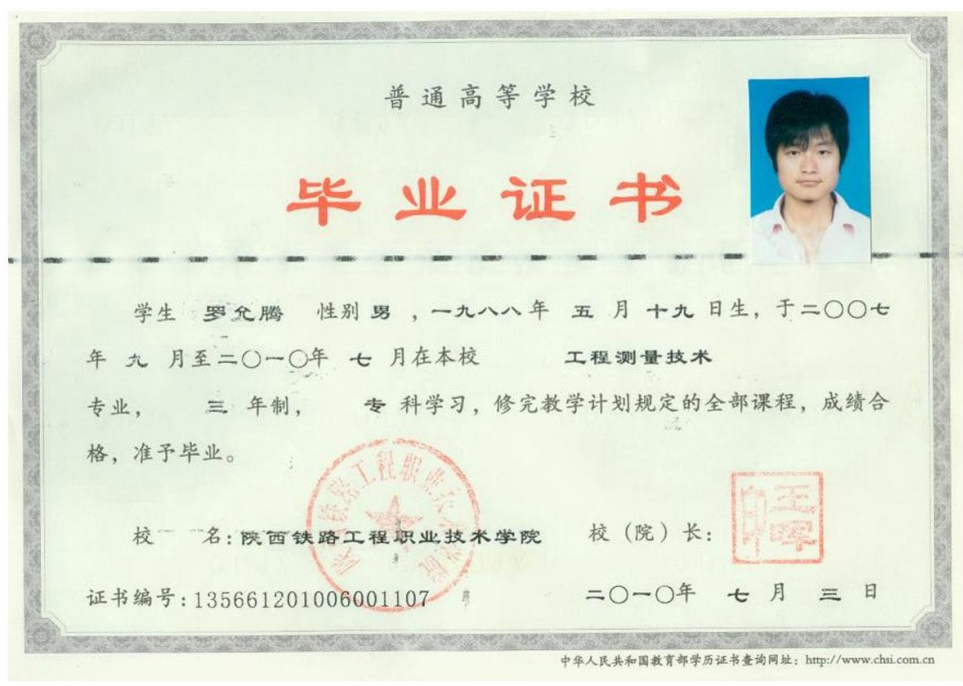 普通高等学校
毕业证书
学生 罗允腾 性别 男 ,一九八八年 五 月 十九 日生,于二〇〇七
年 九 月至二〇一〇年 七 月在本校 工程测量技术
专业, 三 年制, 专 科学习,修完教学计划规定的全部课程,成绩合
格,准予毕业。
校 名:陕西铁路工程职业技术学院 校(院)长:
王晖
证书编号:135661201006001107 二〇一〇年 七 月 三 日
中华人民共和国教育部学历证书查询网址:http://www.chsi.com.cn